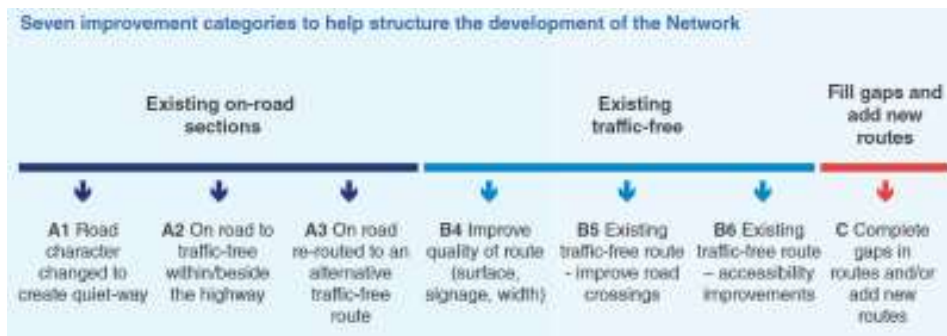 Seven improvement categories to help structure the development of the Network
Existing on-road
sections
Existing
traffic-free
Fill gaps and
add new
routes
A1 Road
character
changed to
create quiet-way
A2 On road to
traffic-free
within/beside
the highway
A3 On road
re-routed to an
alternative
traffic-free
route
B4 Improve
quality of route
(surface,
signage, width)
B5 Existing
traffic-free route
- improve road
crossings
B6 Existing
traffic-free route
– accessibility
improvements
C Complete
gaps in
routes and/or
add new
routes